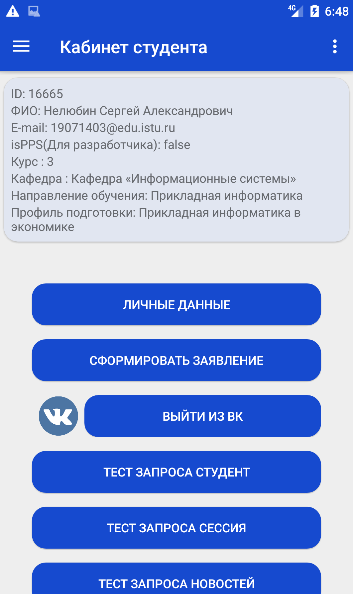 4G 6:48
Кабинет студента
ID: 16665
ФИО: Нелюбин Сергей Александрович
E-mail: 19071403@edu.istu.ru
isPPS(Для разработчика): false
Курс : 3
Кафедра : Кафедра «Информационные системы»
Направление обучения: Прикладная информатика
Профиль подготовки: Прикладная информатика в
экономике
ЛИЧНЫЕ ДАННЫЕ
СФОРМИРОВАТЬ ЗАЯВЛЕНИЕ
ВЫЙТИ ИЗ ВК
ТЕСТ ЗАПРОСА СТУДЕНТ
ТЕСТ ЗАПРОСА СЕССИЯ
ТЕСТ ЗАПРОСА НОВОСТЕЙ